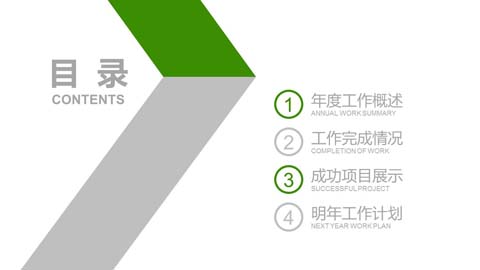 目 录
CONTENTS
1 年度工作概述
ANNUAL WORK SUMMARY
2 工作完成情况
COMPLETION OF WORK
3 成功项目展示
SUCCESSFUL PROJECT
4 明年工作计划
NEXT YEAR WORK PLAN